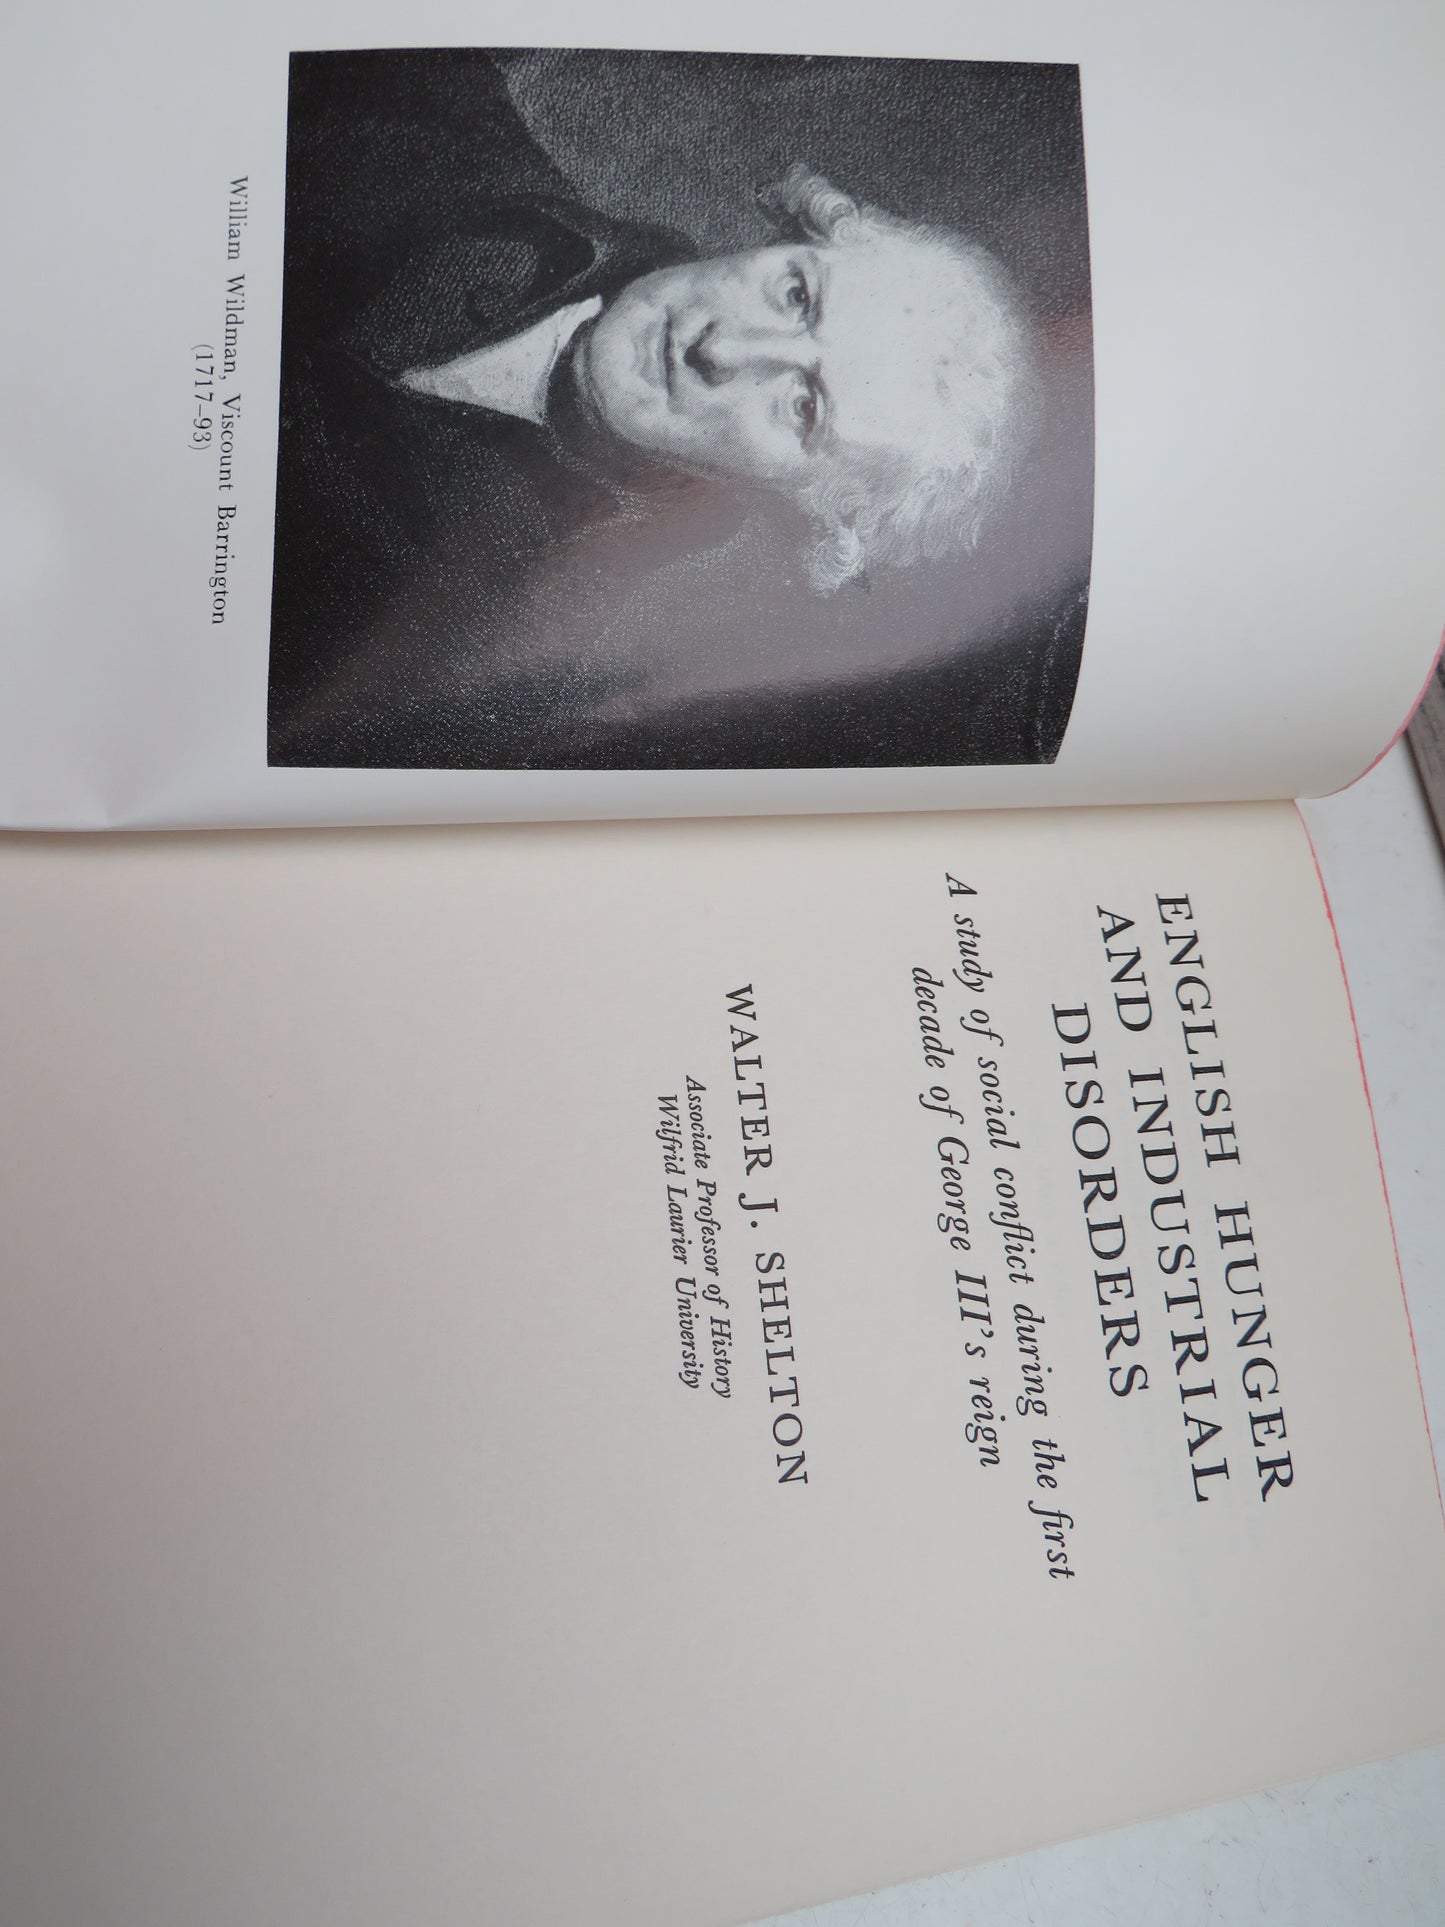 William Wildman, Viscount Barrington
(1717–93)
ENGLISH HUNGER
AND INDUSTRIAL
DISORDERS
A study of social conflict during the first
decade of George III's reign
WALTER J. SHELTON
Associate Professor of History
Wilfrid Laurier University